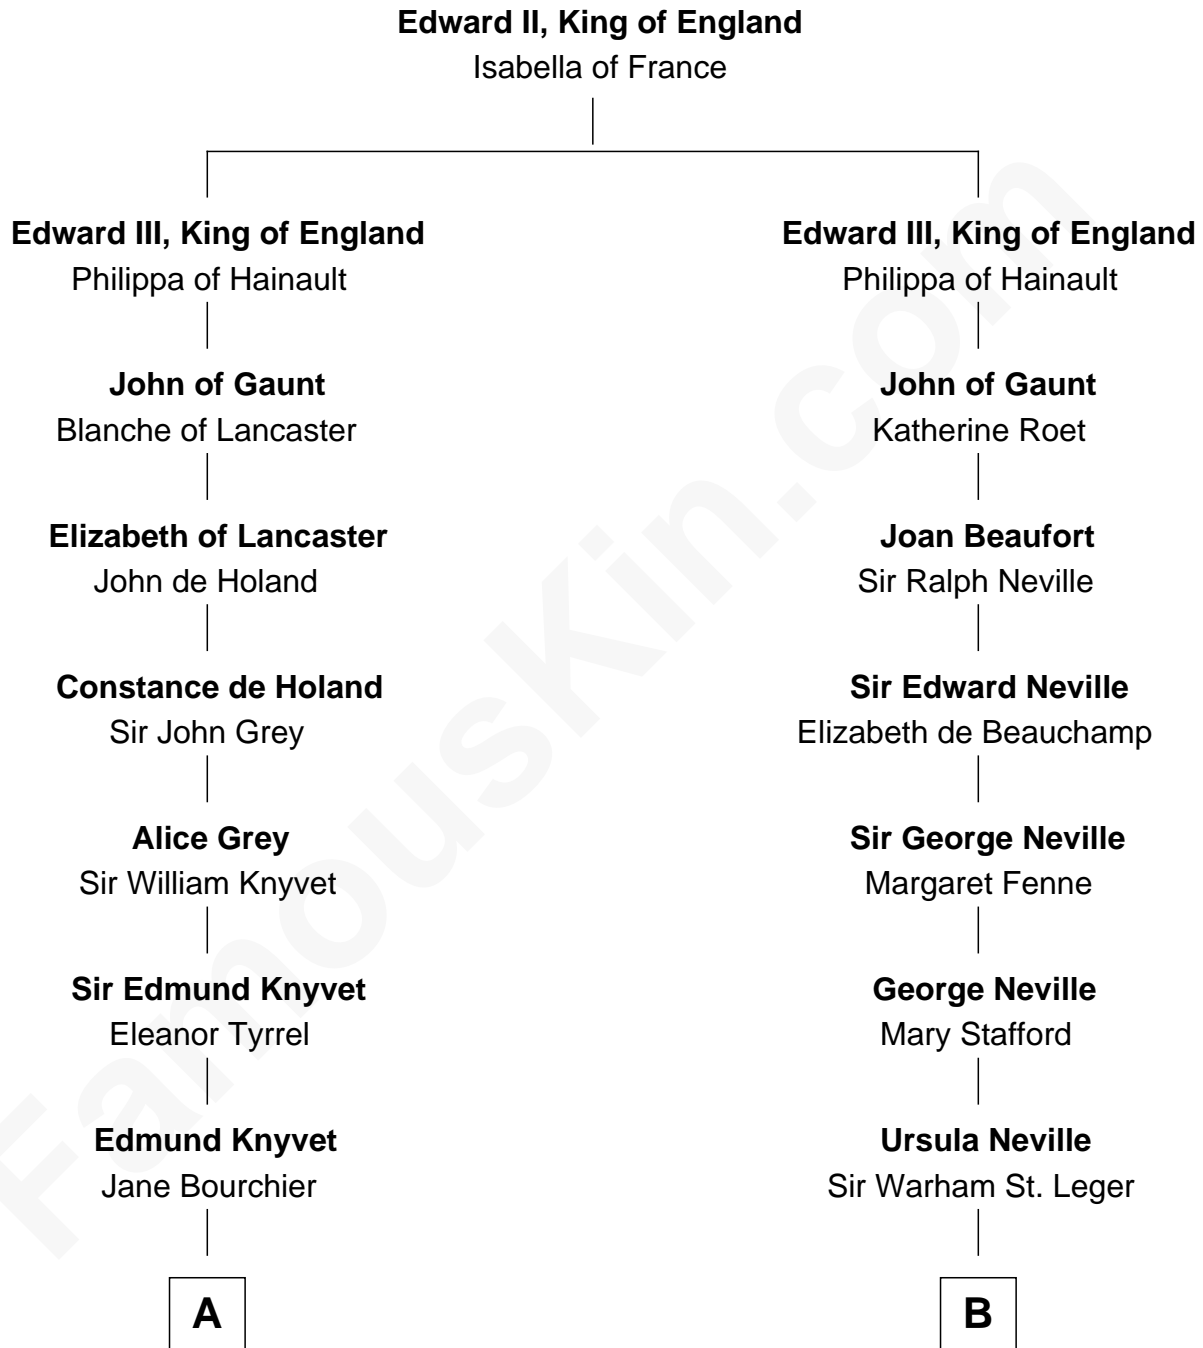 Edward II, King of England
Isabella of France
Edward III, King of England
Philippa of Hainault
John of Gaunt
Blanche of Lancaster
Elizabeth of Lancaster
John de Holand
Constance de Holand
Sir John Grey
Alice Grey
Sir William Knyvet
Sir Edmund Knyvet
Eleanor Tyrrel
Edmund Knyvet
Jane Bourchier
A
Edward III, King of England
Philippa of Hainault
John of Gaunt
Katherine Roet
Joan Beaufort
Sir Ralph Neville
Sir Edward Neville
Elizabeth de Beauchamp
Sir George Neville
Margaret Fenne
George Neville
Mary Stafford
Ursula Neville
Sir Warham St. Leger
B
FamousKin.com